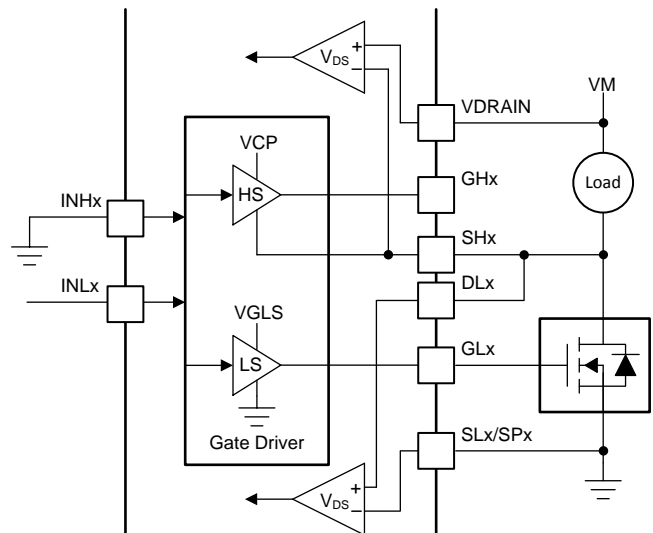 VDS
+
−
VM
VDRAIN
VCP
HS
GHx
Load
INHx
SHx
DLx
INLx
VGLS
LS
GLx
Gate Driver
SLx/SPx
VDS
+
−